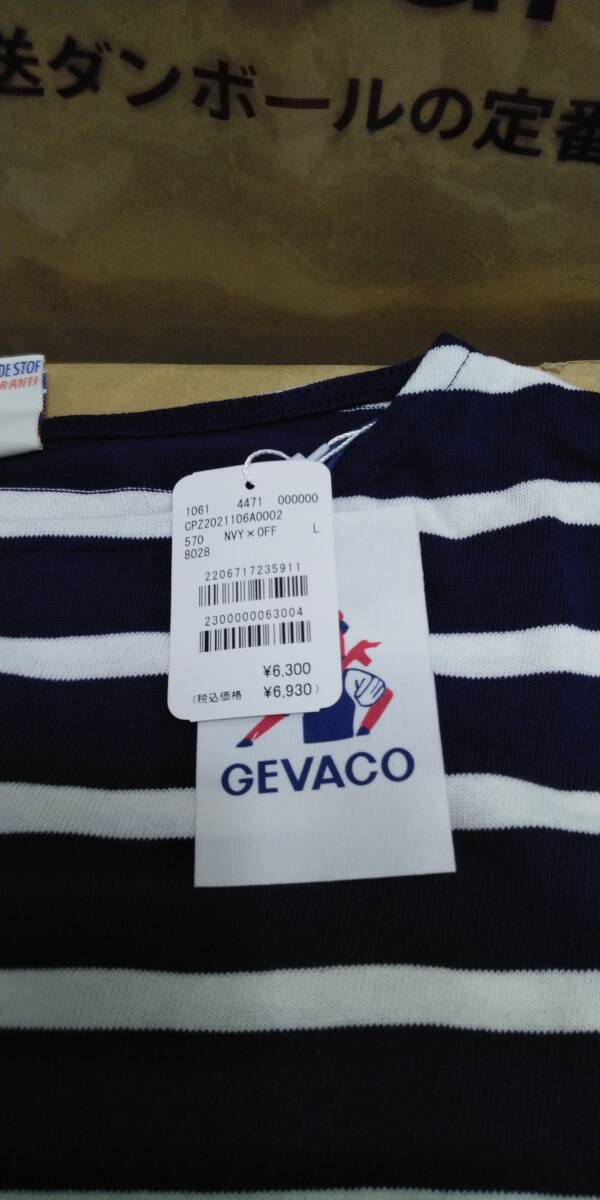 送ダンボールの定番
DE STOF
RANTI
1061 4471 000000
CPZ2021106A0002
570 NVY×OFF L
8028
2206717235911
2300000063004
¥6,300
(税込価格 ¥6,930)
GEVACO